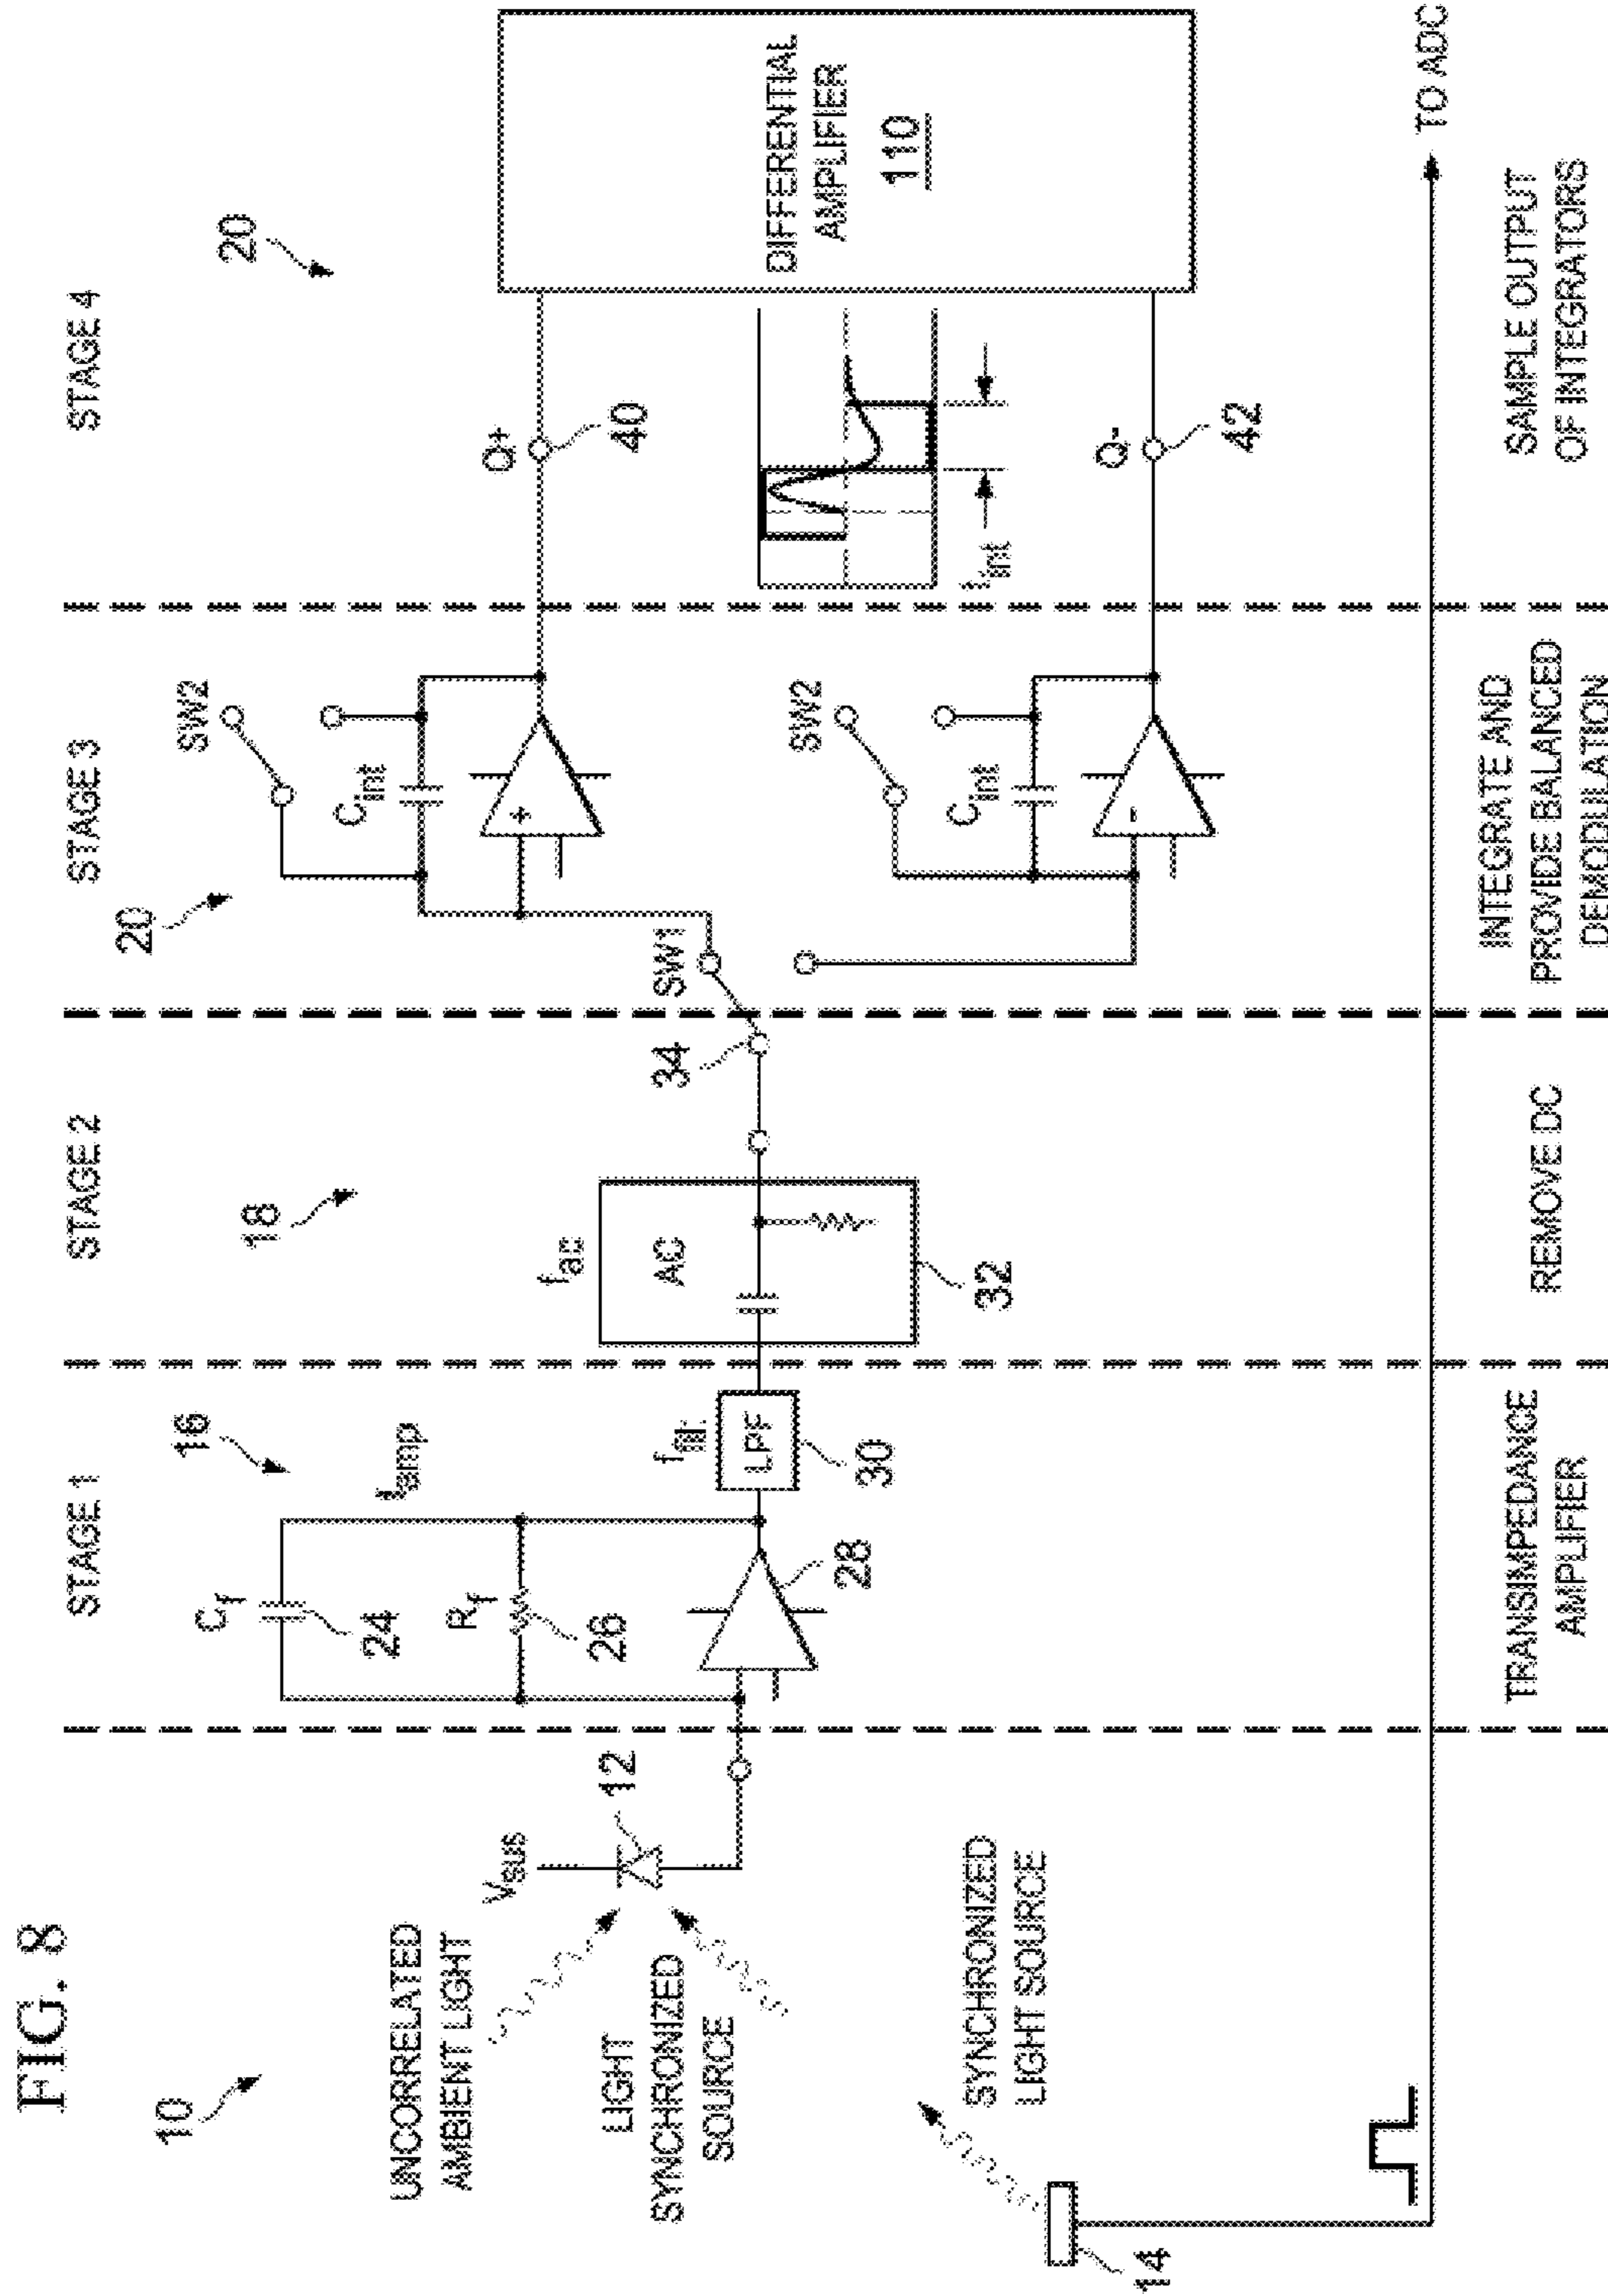 FIG. 8
10
STAGE 1
STAGE 2
STAGE 3
STAGE 4
16
18
20
20
UNCORRELATED
AMBIENT LIGHT
LIGHT
SYNCHRONIZED
SOURCE
12
SYNCHRONIZED
LIGHT SOURCE
14
Cf
24
Rf
26
28
LPF
30
fac
AC
32
34
SW1
SW2
Cint
+
SW2
Cint
-
Q+
40
tint
Q-
42
DIFFERENTIAL
AMPLIFIER
110
TO ADC
TRANSIMPEDANCE
AMPLIFIER
REMOVE DC
INTEGRATE AND
PROVIDE BALANCED
DEMODULATION
SAMPLE OUTPUT
OF INTEGRATORS